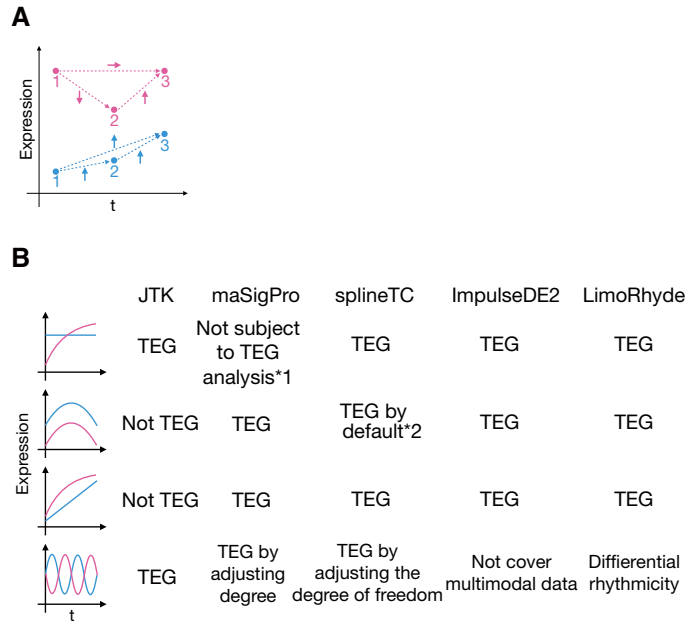 A
Expression
1
3
2
3
1
2
t
B
JTK maSigPro splineTC ImpulseDE2 LimoRhyde
TEG
Not subject
to TEG
analysis*1
TEG
TEG
TEG
Not TEG
TEG
TEG by
default*2
TEG
TEG
Expression
Not TEG
TEG
TEG
TEG
TEG
TEG
TEG by
adjusting
degree
TEG by
adjusting the
degree of freedom
Not cover
multimodal data
Diffierential
rhythmicity
t